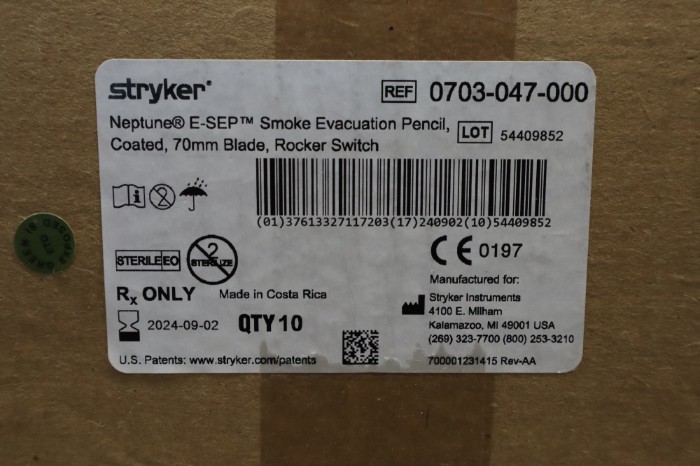 stryker®
REF 0703-047-000
Neptune® E-SEP™ Smoke Evacuation Pencil,
Coated, 70mm Blade, Rocker Switch
LOT 54409852
(01)37613327117203(17)240902(10)54409852
STERILE EO
2
STERILIZE
CE 0197
Rx ONLY
Made in Costa Rica
2024-09-02
QTY 10
Manufactured for:
Stryker Instruments
4100 E. Milham
Kalamazoo, MI 49001 USA
(269) 323-7700 (800) 253-3210
U.S. Patents: www.stryker.com/patents
700001231415 Rev-AA